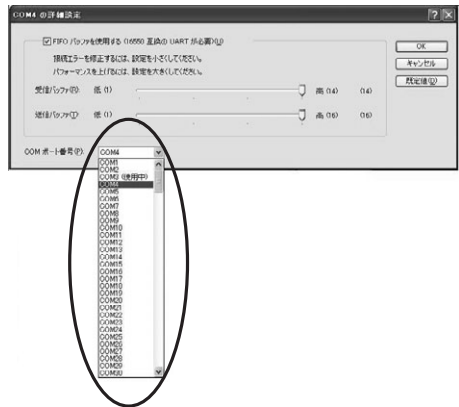 COM4 の詳細設定
FIFO バッファを使用する (16550 互換の UART が必要)(U)
OK
接続エラーを修正するには、設定を小さくしてください。
キャンセル
パフォーマンスを上げるには、設定を大きくしてください。
既定値(D)
受信バッファ(R): 低 (1) 高 (14) (14)
送信バッファ(T): 低 (1) 高 (16) (16)
COM ポート番号(P): COM4
COM1
COM2
COM3 (使用中)
COM4
COM5
COM6
COM7
COM8
COM9
COM10
COM11
COM12
COM13
COM14
COM15
COM16
COM17
COM18
COM19
COM20
COM21
COM22
COM23
COM24
COM25
COM26
COM27
COM28
COM29
COM30